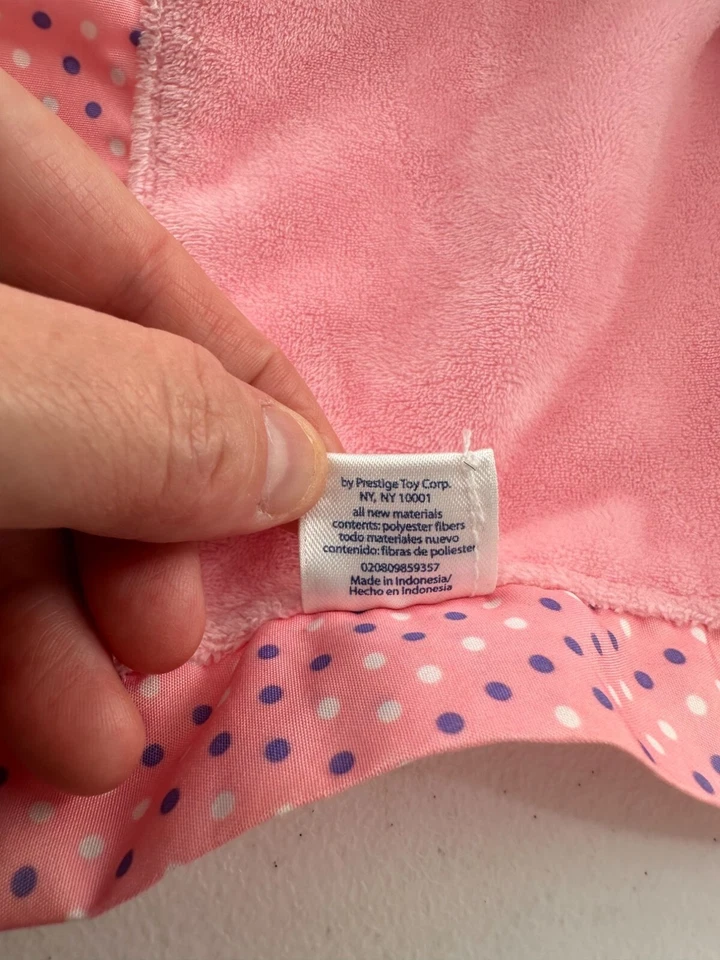 by Prestige Toy Corp.
NY, NY 10001
all new materials
contents: polyester fibers
todo materiales nuevo
contenido: fibras de poliester
020809859357
Made in Indonesia/
Hecho en Indonesia